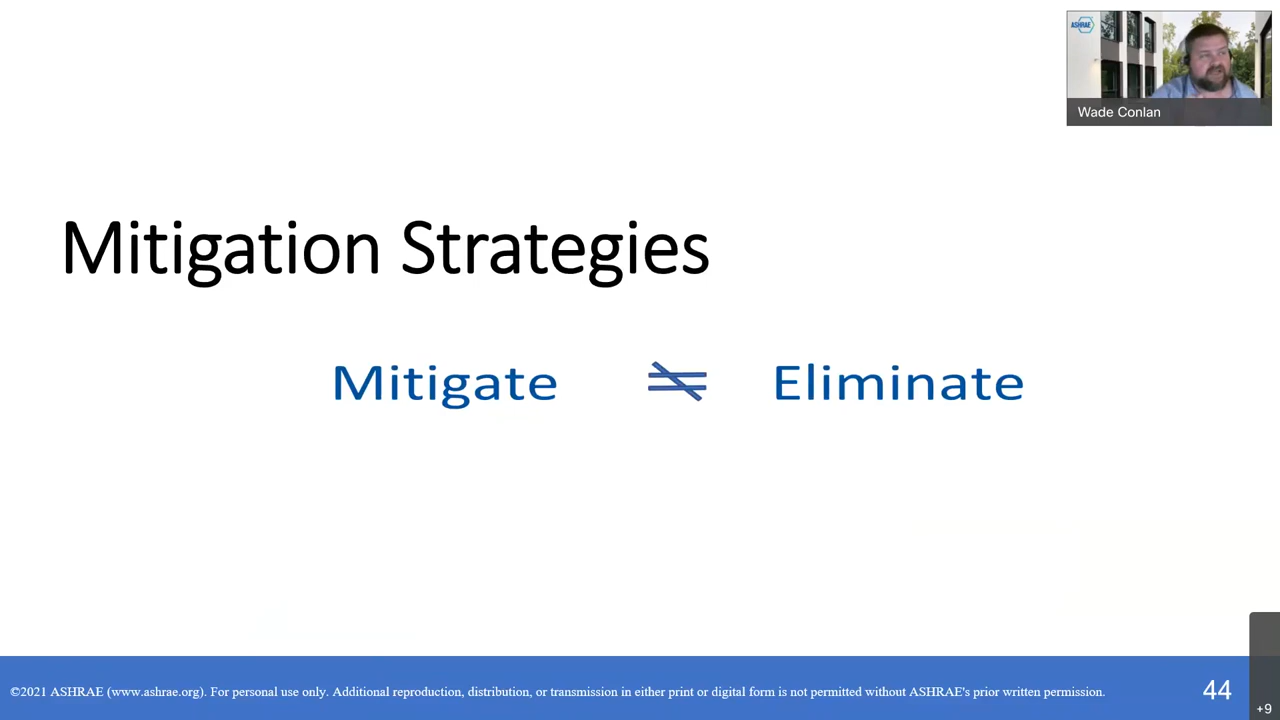 ASHRAE
Wade Conlan
Mitigation Strategies
Mitigate ≠ Eliminate
©2021 ASHRAE (www.ashrae.org). For personal use only. Additional reproduction, distribution, or transmission in either print or digital form is not permitted without ASHRAE's prior written permission.
44
+9